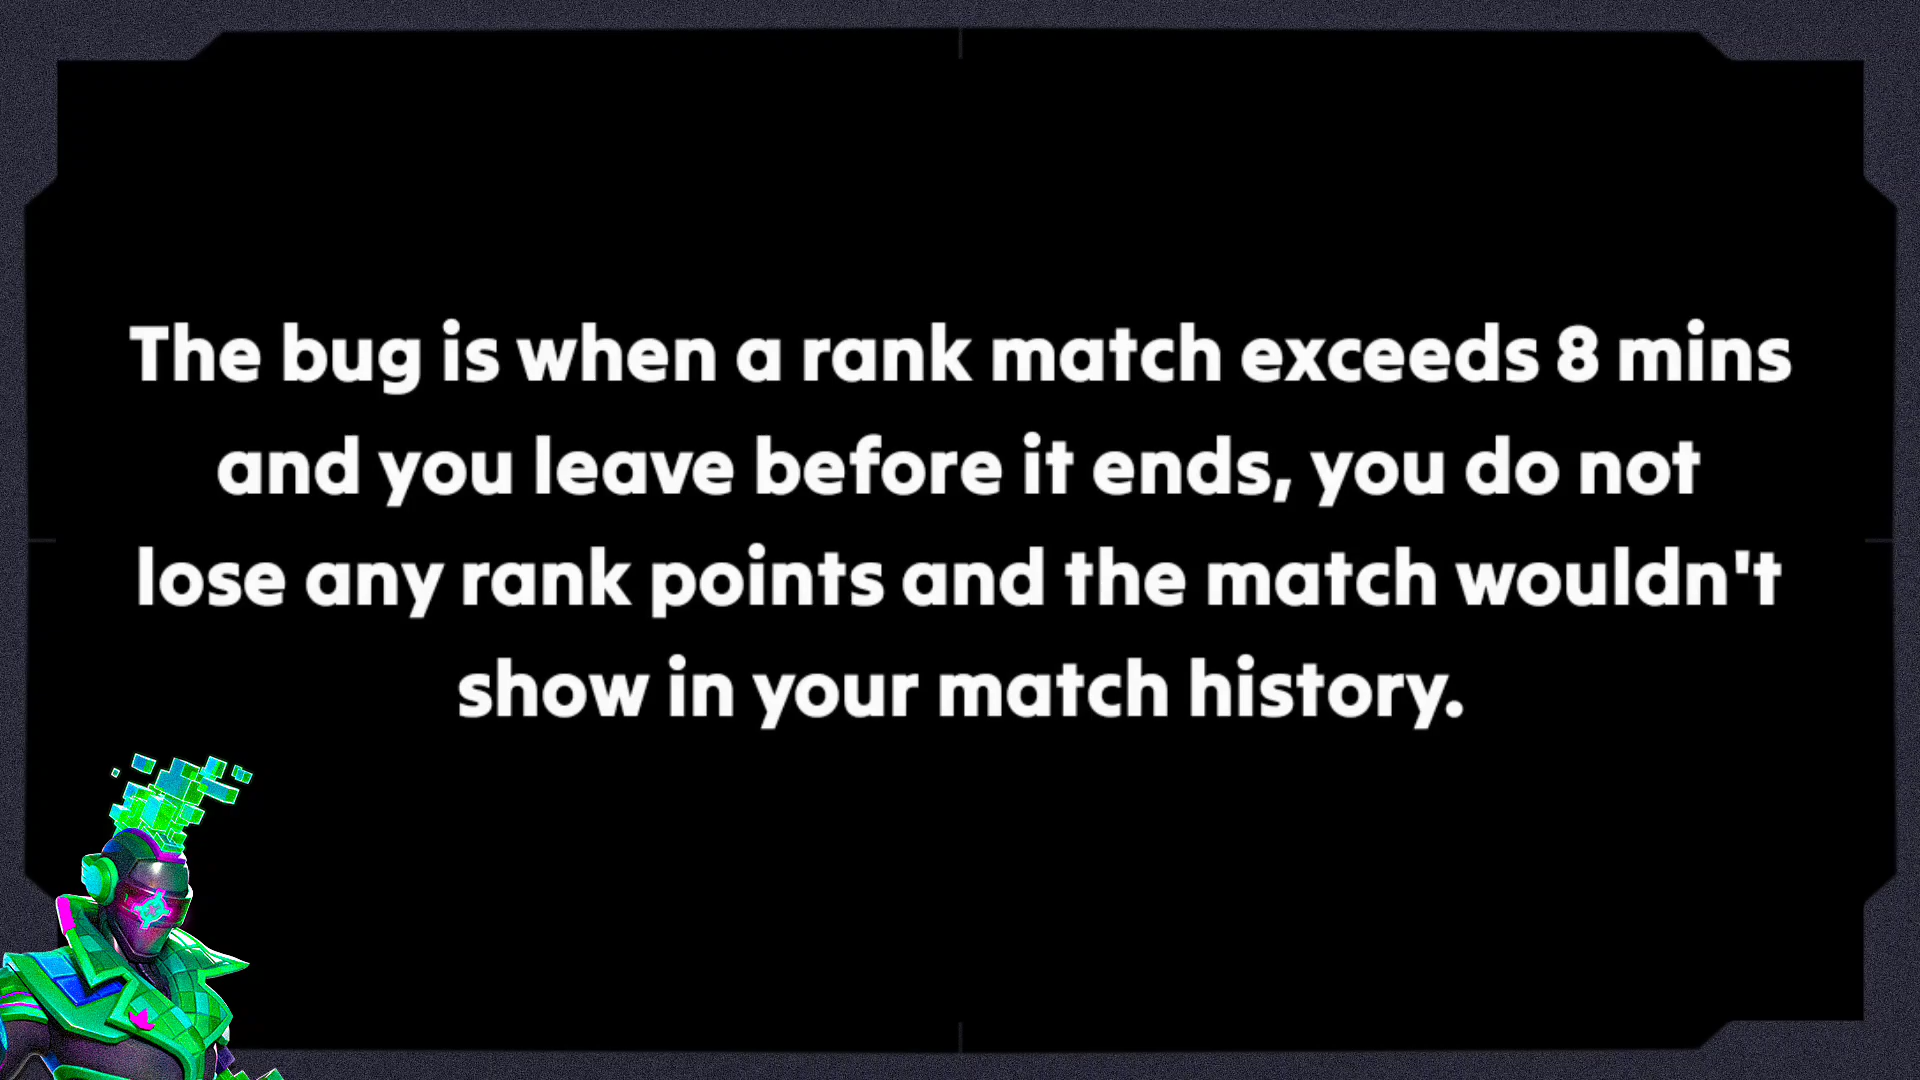 The bug is when a rank match exceeds 8 mins
and you leave before it ends, you do not
lose any rank points and the match wouldn't
show in your match history.